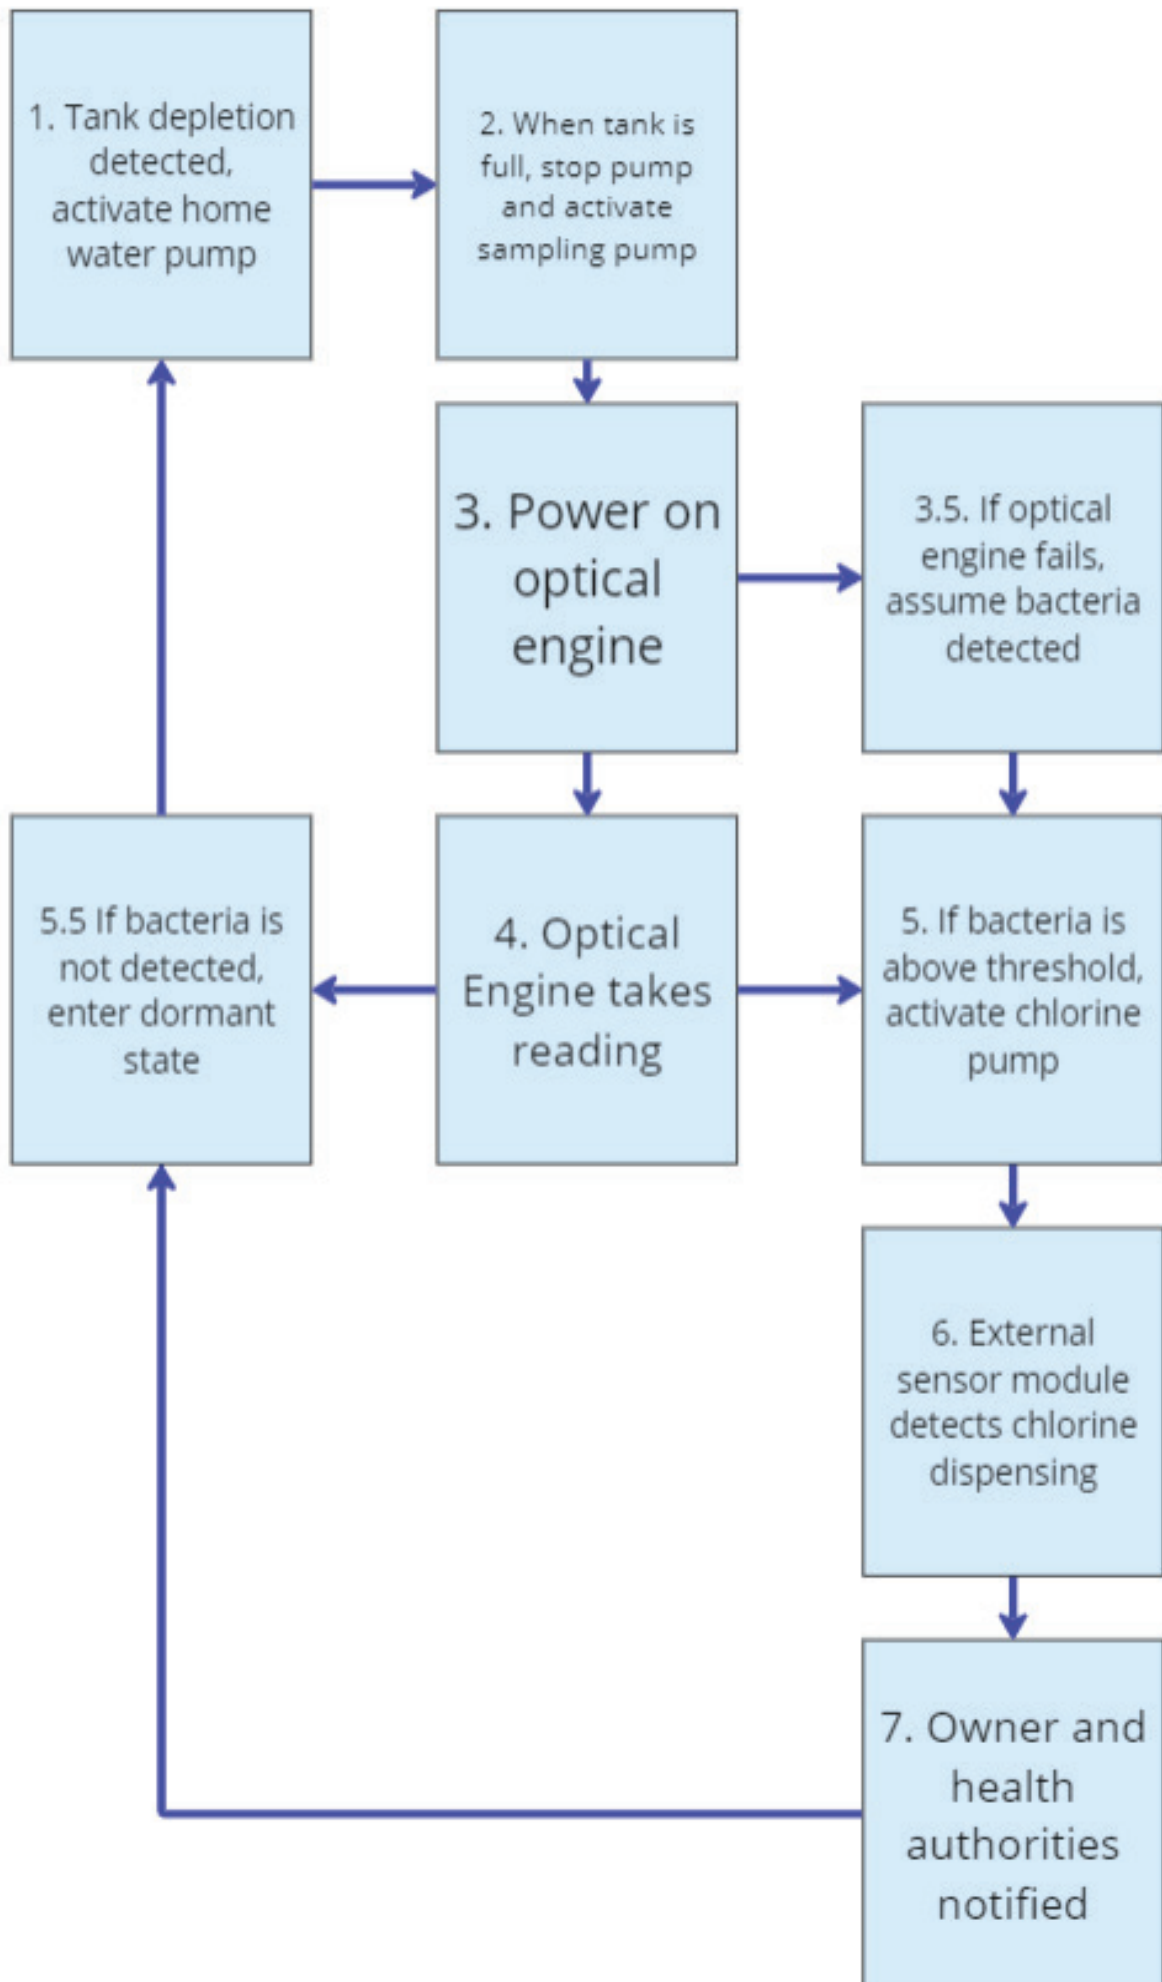 1. Tank depletion
detected,
activate home
water pump
2. When tank is
full, stop pump
and activate
sampling pump
3. Power on
optical
engine
3.5. If optical
engine fails,
assume bacteria
detected
5.5 If bacteria is
not detected,
enter dormant
state
4. Optical
Engine takes
reading
5. If bacteria is
above threshold,
activate chlorine
pump
6. External
sensor module
detects chlorine
dispensing
7. Owner and
health
authorities
notified